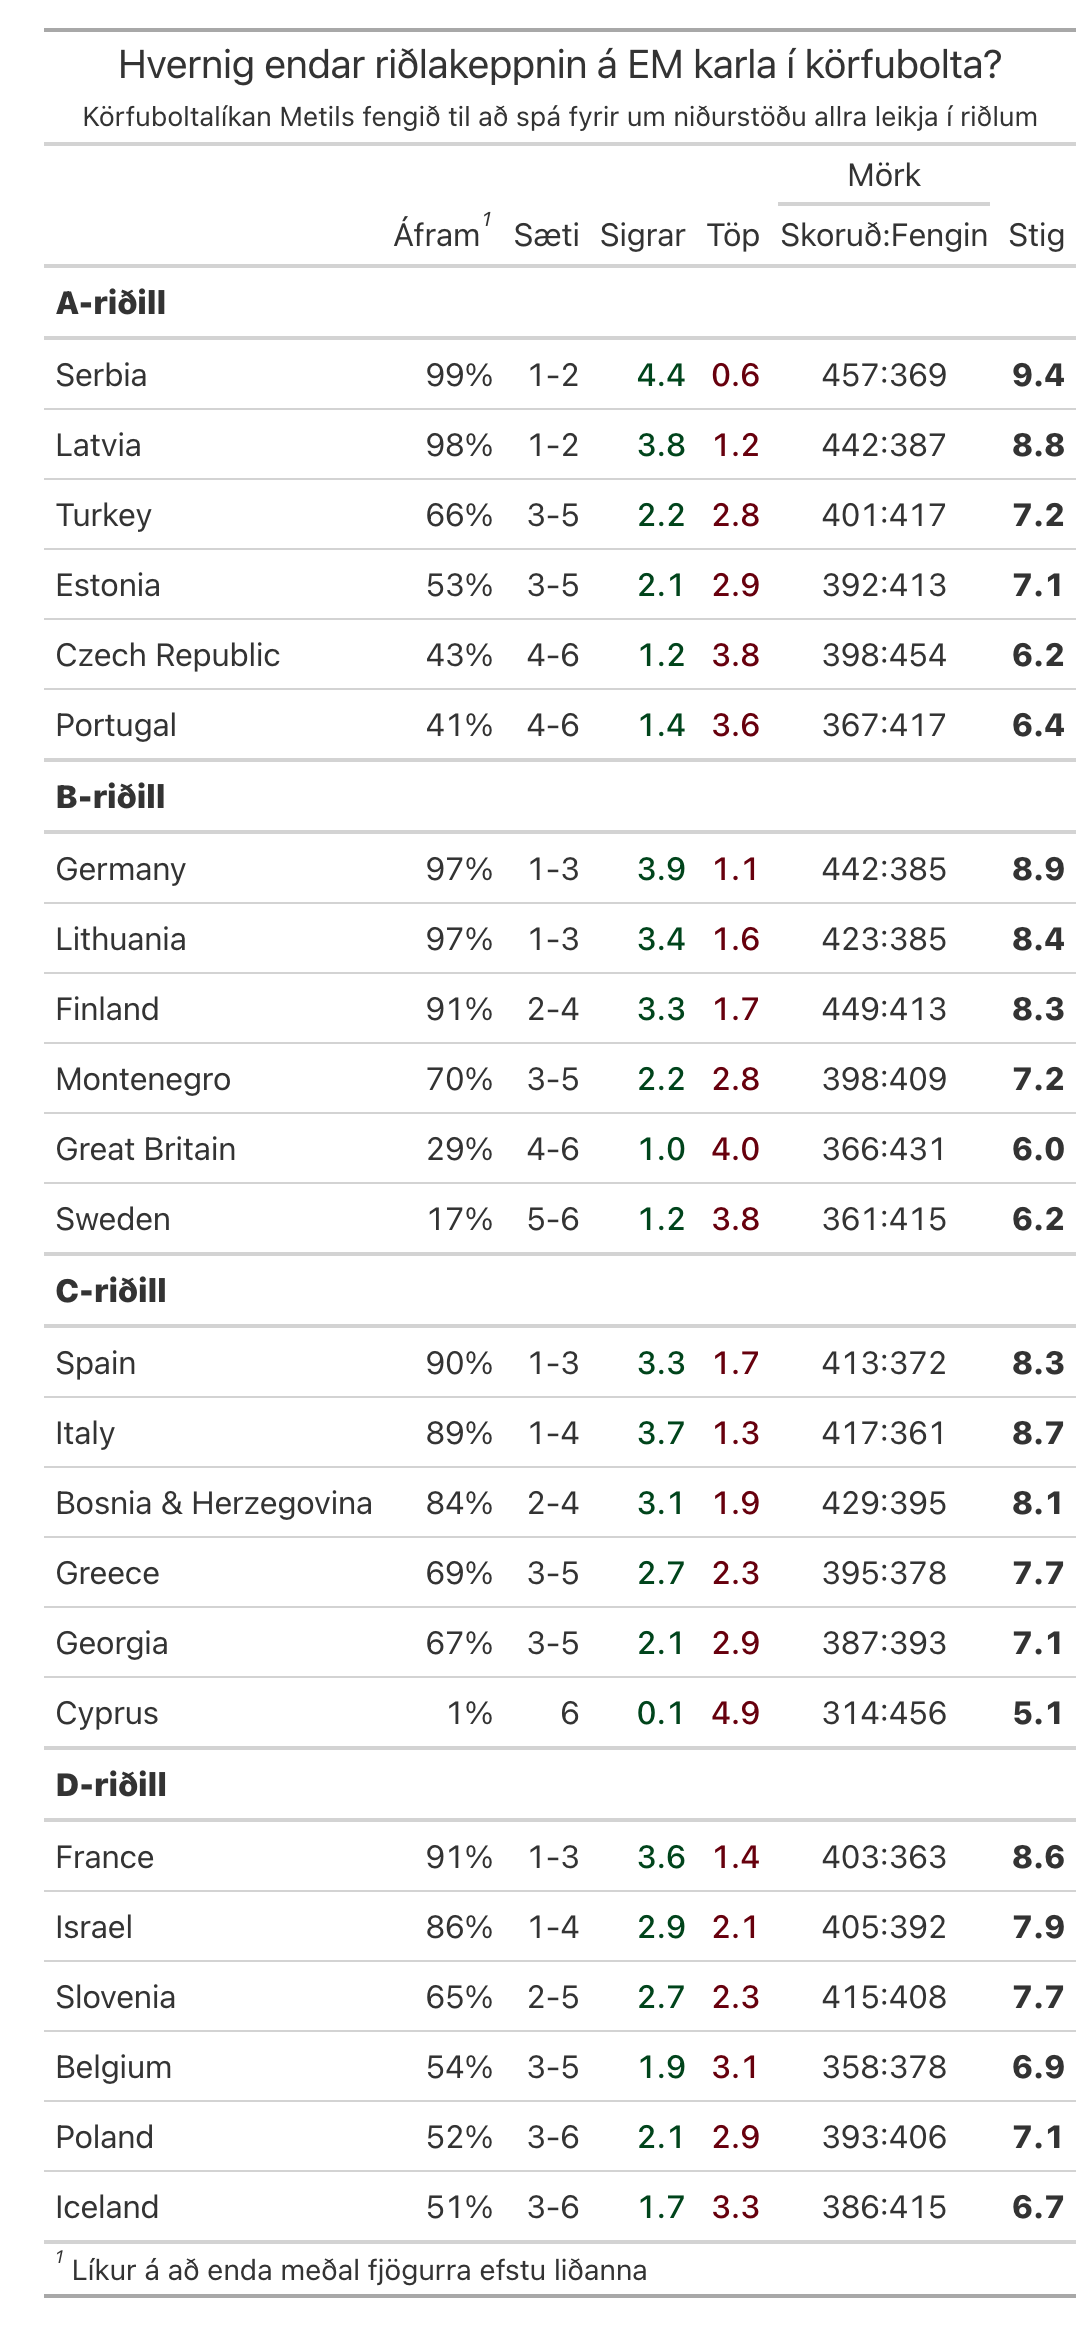 Hvernig endar riðlakeppnin á EM karla í körfubolta?
Körfuboltalíkan Metils fengið til að spá fyrir um niðurstöðu allra leikja í riðlum
Mörk
Áfram¹ Sæti Sigrar Töp Skoruð:Fengin Stig
A-riðill
Serbia 99% 1-2 4.4 0.6 457:369 9.4
Latvia 98% 1-2 3.8 1.2 442:387 8.8
Turkey 66% 3-5 2.2 2.8 401:417 7.2
Estonia 53% 3-5 2.1 2.9 392:413 7.1
Czech Republic 43% 4-6 1.2 3.8 398:454 6.2
Portugal 41% 4-6 1.4 3.6 367:417 6.4
B-riðill
Germany 97% 1-3 3.9 1.1 442:385 8.9
Lithuania 97% 1-3 3.4 1.6 423:385 8.4
Finland 91% 2-4 3.3 1.7 449:413 8.3
Montenegro 70% 3-5 2.2 2.8 398:409 7.2
Great Britain 29% 4-6 1.0 4.0 366:431 6.0
Sweden 17% 5-6 1.2 3.8 361:415 6.2
C-riðill
Spain 90% 1-3 3.3 1.7 413:372 8.3
Italy 89% 1-4 3.7 1.3 417:361 8.7
Bosnia & Herzegovina 84% 2-4 3.1 1.9 429:395 8.1
Greece 69% 3-5 2.7 2.3 395:378 7.7
Georgia 67% 3-5 2.1 2.9 387:393 7.1
Cyprus 1% 6 0.1 4.9 314:456 5.1
D-riðill
France 91% 1-3 3.6 1.4 403:363 8.6
Israel 86% 1-4 2.9 2.1 405:392 7.9
Slovenia 65% 2-5 2.7 2.3 415:408 7.7
Belgium 54% 3-5 1.9 3.1 358:378 6.9
Poland 52% 3-6 2.1 2.9 393:406 7.1
Iceland 51% 3-6 1.7 3.3 386:415 6.7
¹ Líkur á að enda meðal fjögurra efstu liðanna